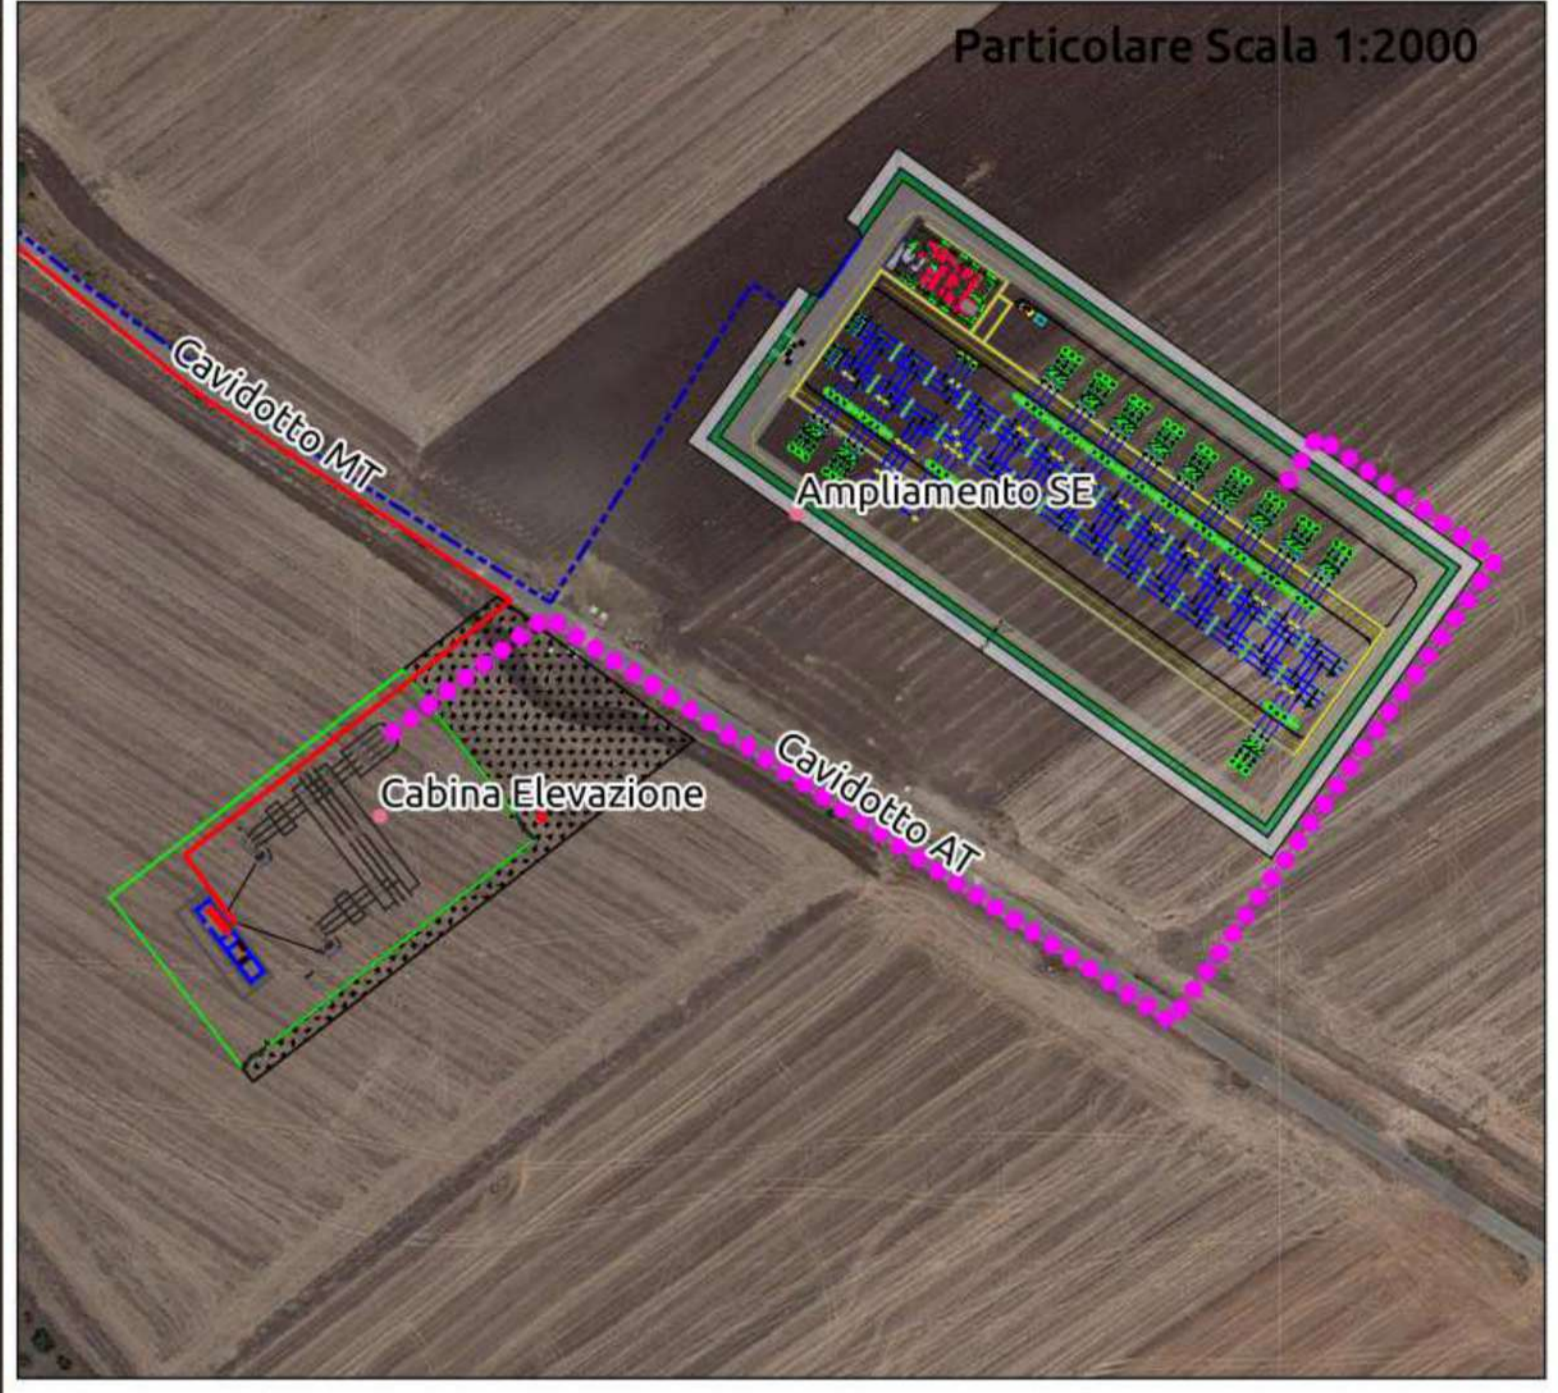 Particolare Scala 1:2000
Cavidotto MT
Ampliamento SE
Cabina Elevazione
Cavidotto AT